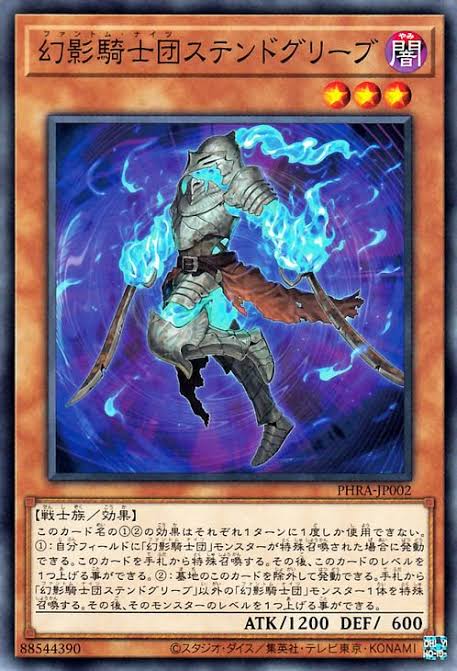 ファントム・ナイツ
幻影騎士団ステンドグリーブ
やみ
闇
PHRA-JP002
【戦士族／効果】
このカード名の①②の効果はそれぞれ1ターンに1度しか使用できない。
①：自分フィールドに「幻影騎士団」モンスターが特殊召喚された場合に発動
できる。このカードを手札から特殊召喚する。その後、このカードのレベルを
1つ上げる事ができる。②：墓地のこのカードを除外して発動できる。手札から
「幻影騎士団ステンドグリーブ」以外の「幻影騎士団」モンスター1体を特殊
召喚する。その後、そのモンスターのレベルを1つ上げる事ができる。
ATK/1200 DEF/ 600
88544390
©スタジオ・ダイス／集英社・テレビ東京・KONAMI